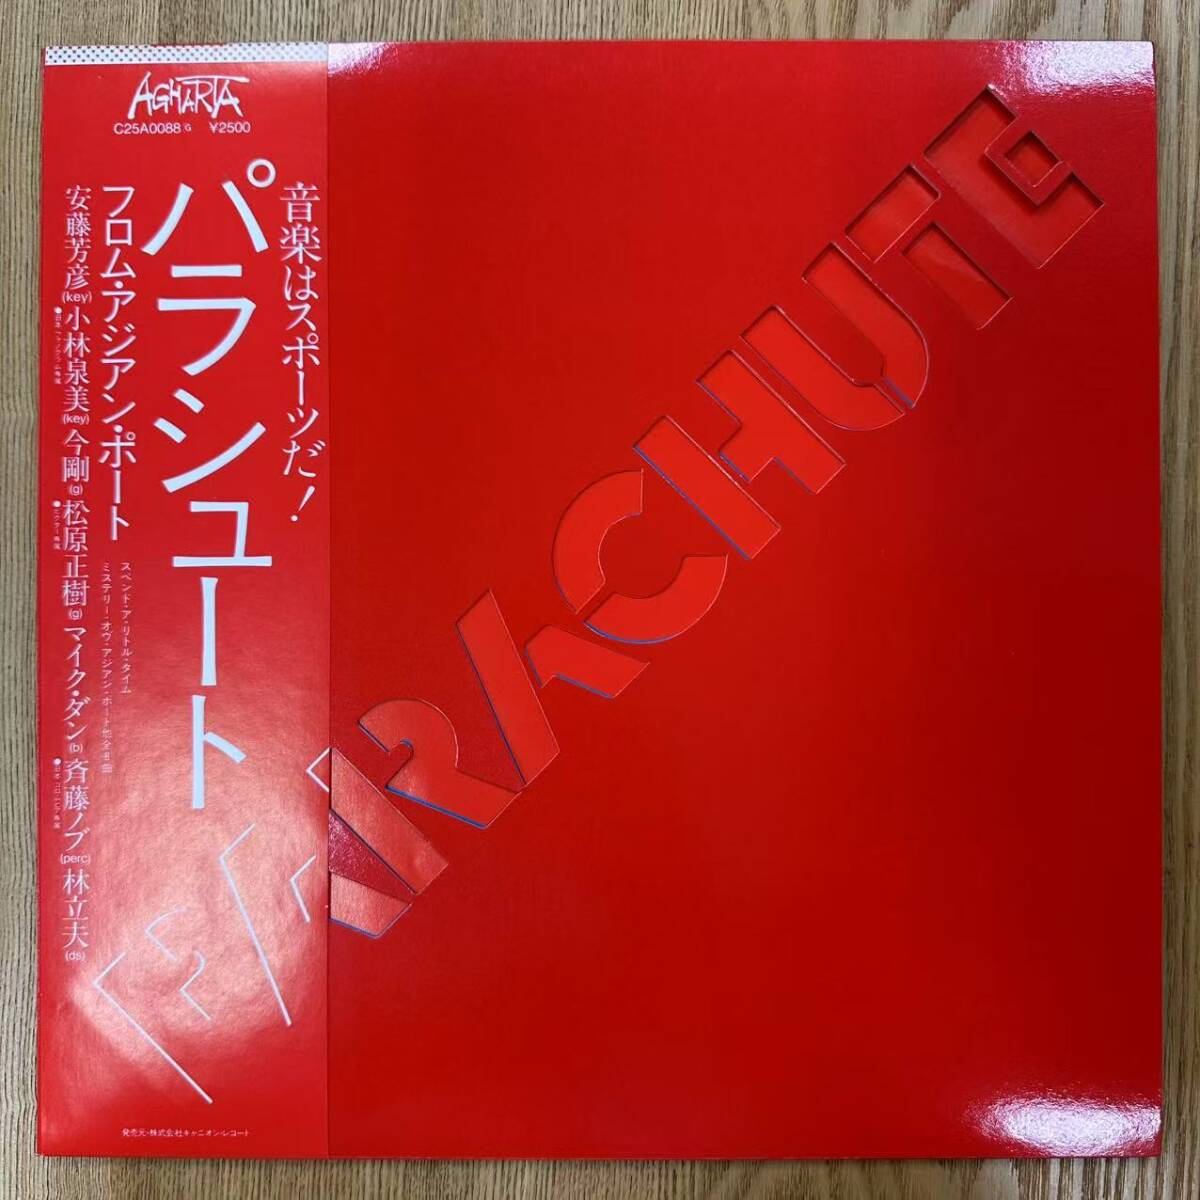 AGHARTA
C25A0088 G ¥2500
音楽はスポーツだ!
パラシュート
フロム・アジアン・ポート
スペンド・ア・リトル・タイム
ミステリー・オヴ・アジアン・ポート他全8曲
安藤芳彦(key) 小林泉美(key) 今剛(g) 松原正樹(g) マイク・ダン(b) 斉藤ノブ(perc) 林立夫(ds)
発売元・株式会社キャニオン・レコード
PARACHUTE